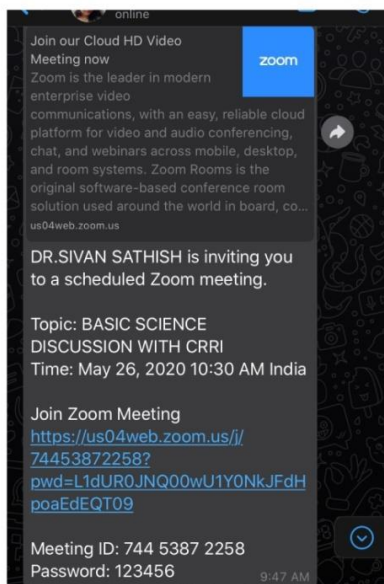 online
Join our Cloud HD Video
Meeting now
zoom
Zoom is the leader in modern
enterprise video
communications, with an easy, reliable cloud
platform for video and audio conferencing,
chat, and webinars across mobile, desktop,
and room systems. Zoom Rooms is the
original software-based conference room
solution used around the world in board, co...
us04web.zoom.us
DR.SIVAN SATHISH is inviting you
to a scheduled Zoom meeting.
Topic: BASIC SCIENCE
DISCUSSION WITH CRRI
Time: May 26, 2020 10:30 AM India
Join Zoom Meeting
https://us04web.zoom.us/j/
74453872258?
pwd=L1dUR0JNQ00wU1Y0NkJFdH
poaEdEQT09
Meeting ID: 744 5387 2258
Password: 123456
9:47 AM